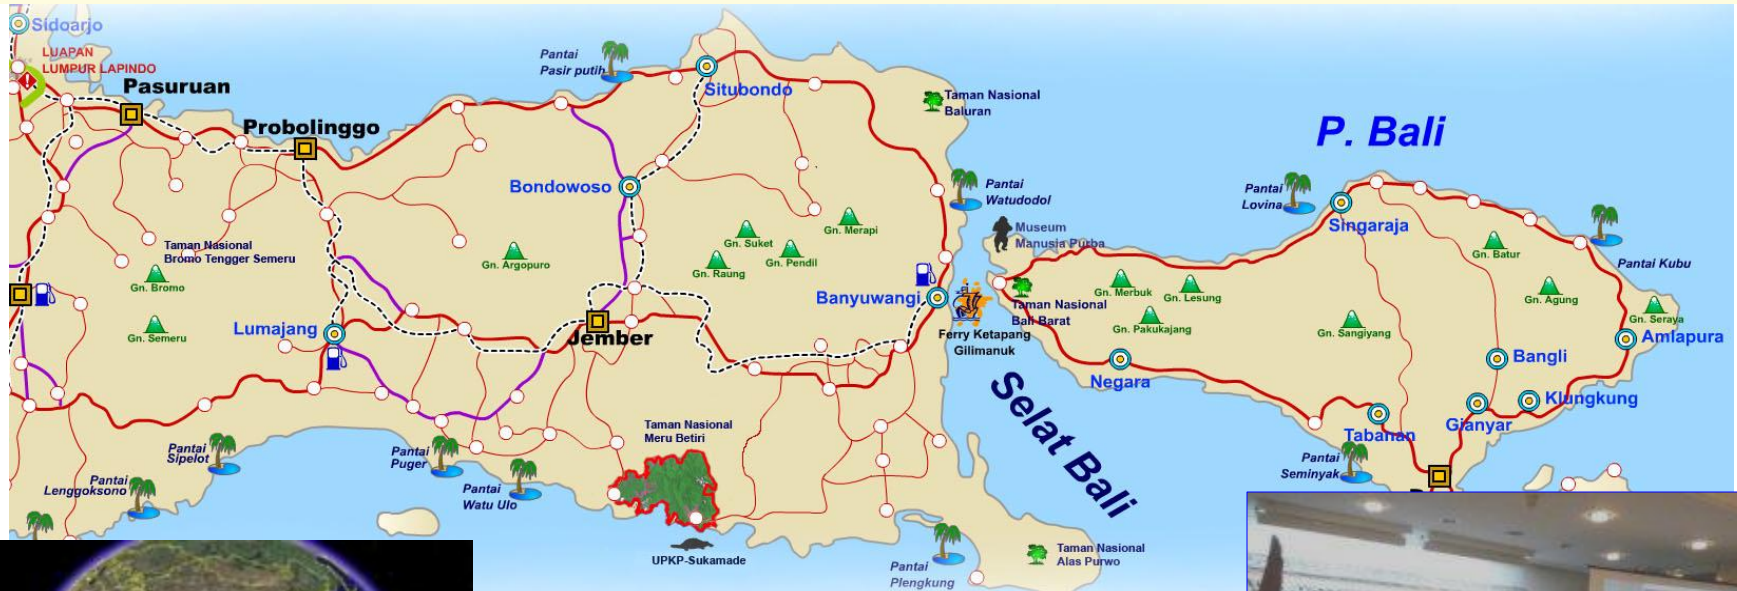 Sidoarjo
LUAPAN
LUMPUR LAPINDO
Pasuruan
Probolinggo
Pantai
Pasir putih
Situbondo
Taman Nasional
Baluran
P. Bali
Bondowoso
Pantai
Watudodol
Pantai
Lovina
Singaraja
Museum
Manusia Purba
Taman Nasional
Bromo Tengger Semeru
Gn. Bromo
Gn. Semeru
Gn. Argopuro
Gn. Suket
Gn. Raung
Gn. Pendil
Gn. Merapi
Gn. Batur
Pantai Kubu
Gn. Agung
Gn. Seraya
Gn. Merbuk
Gn. Lesung
Gn. Pakukajang
Gn. Sangiyang
Taman Nasional
Bali Barat
Banyuwangi
Ferry Ketapang
Gilimanuk
Lumajang
Jember
Negara
Bangli
Amlapura
Klungkung
Gianyar
Tabanan
Selat Bali
Pantai
Seminyak
Pantai
Sipelot
Pantai
Lenggoksono
Pantai
Puger
Pantai
Watu Ulo
Taman Nasional
Meru Betiri
UPKP-Sukamade
Pantai
Plengkung
Taman Nasional
Alas Purwo